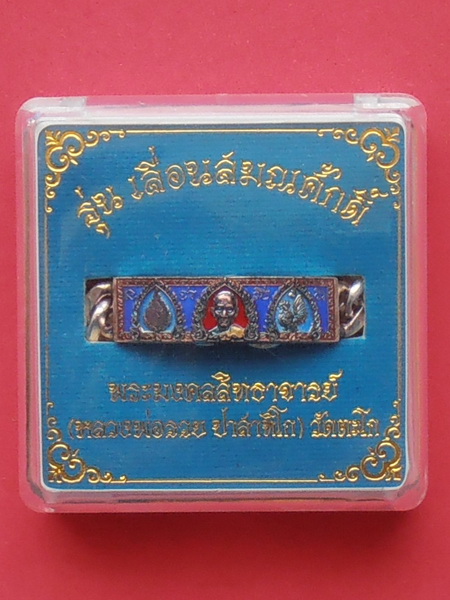 รุ่น เลื่อนสมณศักดิ์
พระมงคลสิทธาจารย์
(หลวงพ่อรวย ปาสาทิโก) วัดตะโก